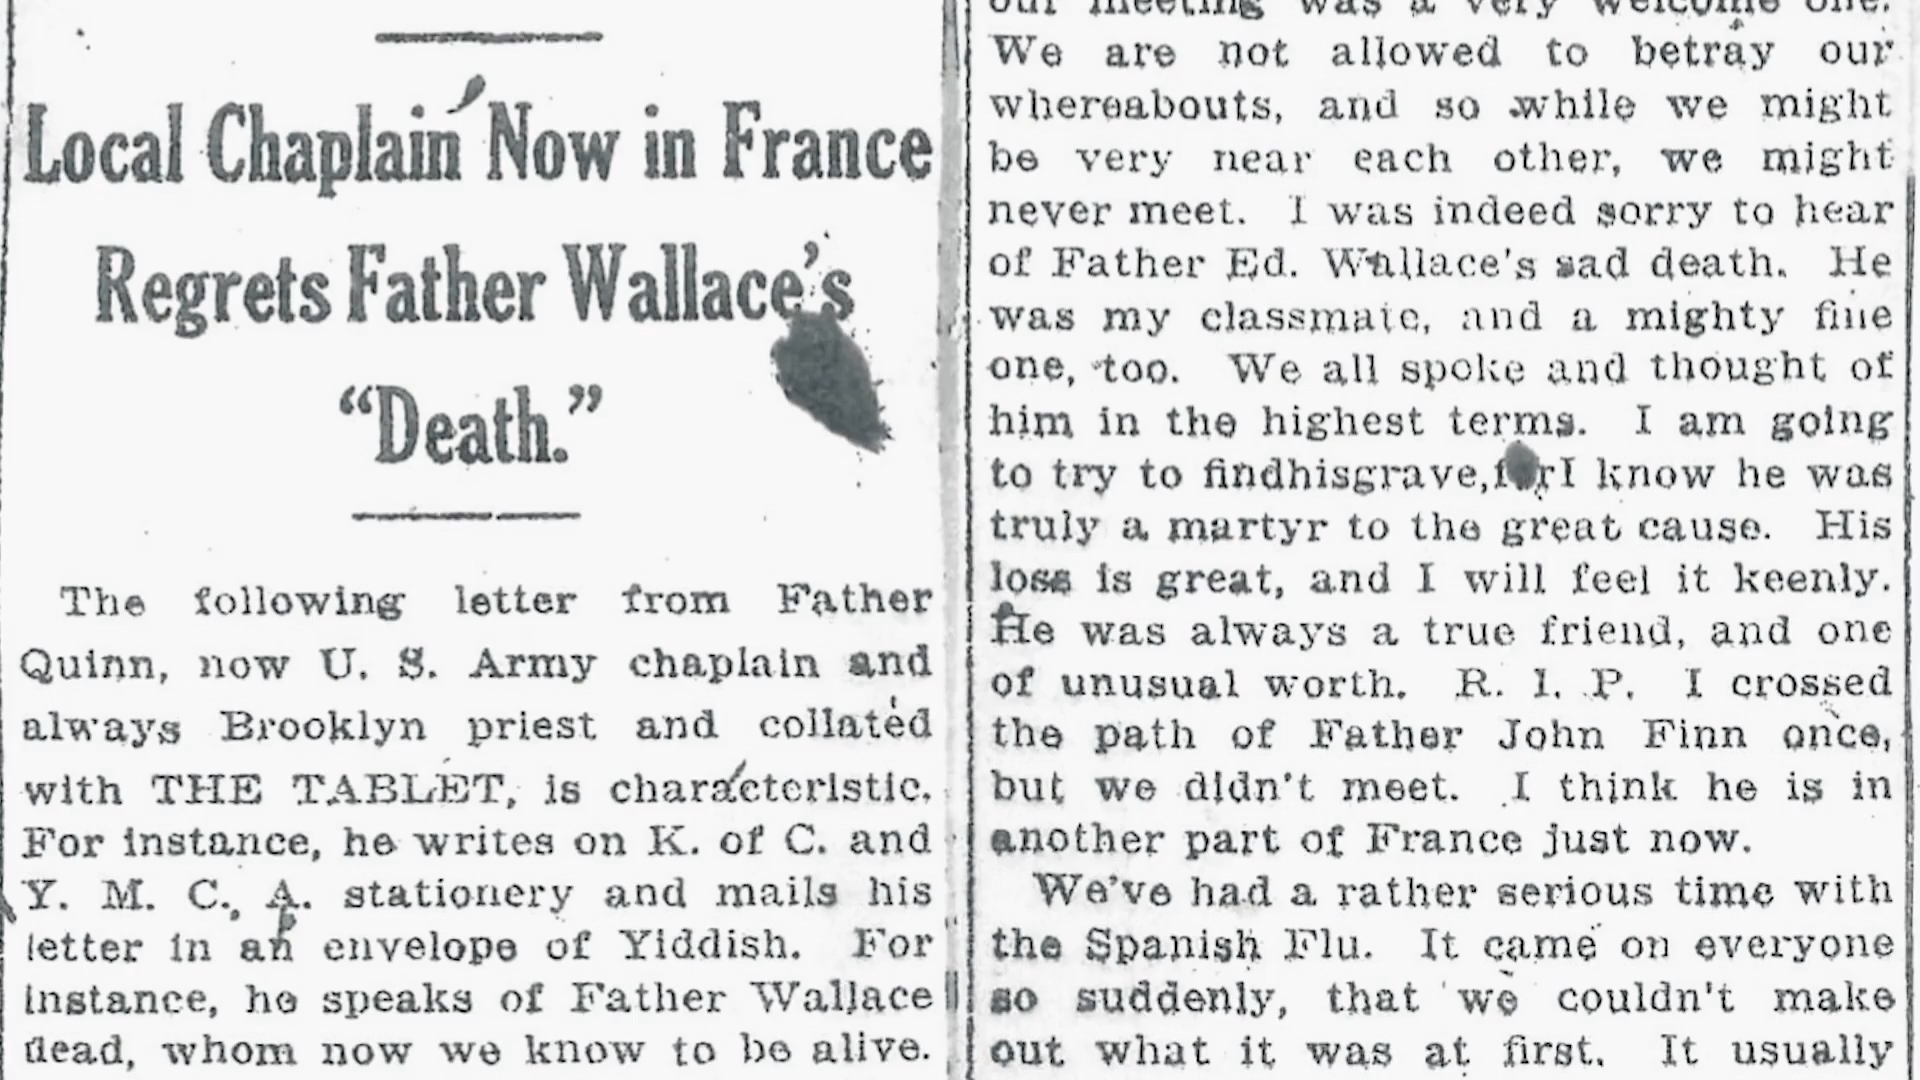 Local Chaplain Now in France
Regrets Father Wallace's
"Death."
The following letter from Father
Quinn, now U. S. Army chaplain and
always Brooklyn priest and collated
with THE TABLET, is characteristic.
For instance, he writes on K. of C. and
Y. M. C. A. stationery and mails his
letter in an envelope of Yiddish. For
instance, he speaks of Father Wallace
dead, whom now we know to be alive.
our meeting was a very welcome one.
We are not allowed to betray our
whereabouts, and so while we might
be very near each other, we might
never meet. I was indeed sorry to hear
of Father Ed. Wallace's sad death. He
was my classmate, and a mighty fine
one, too. We all spoke and thought of
him in the highest terms. I am going
to try to findhisgrave,forI know he was
truly a martyr to the great cause. His
loss is great, and I will feel it keenly.
He was always a true friend, and one
of unusual worth. R. I. P. I crossed
the path of Father John Finn once,
but we didn't meet. I think he is in
another part of France just now.
We've had a rather serious time with
the Spanish Flu. It came on everyone
so suddenly, that we couldn't make
out what it was at first. It usually